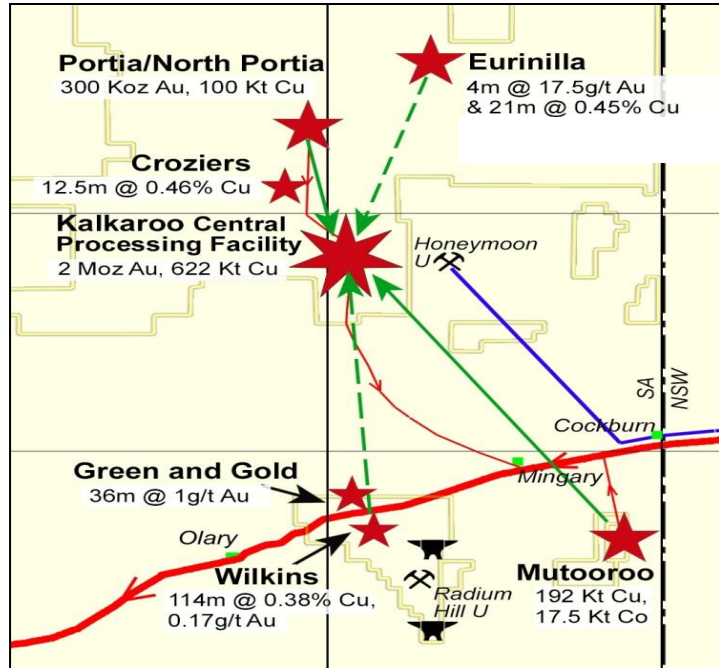 Portia/North Portia
300 Koz Au, 100 Kt Cu
Eurinilla
4m @ 17.5g/t Au
& 21m @ 0.45% Cu
Croziers
12.5m @ 0.46% Cu
Kalkaroo Central
Processing Facility
2 Moz Au, 622 Kt Cu
Honeymoon
U
SA
NSW
Cockburn
Mingary
Green and Gold
36m @ 1g/t Au
Olary
Wilkins
114m @ 0.38% Cu,
0.17g/t Au
Radium
Hill U
Mutooroo
192 Kt Cu,
17.5 Kt Co